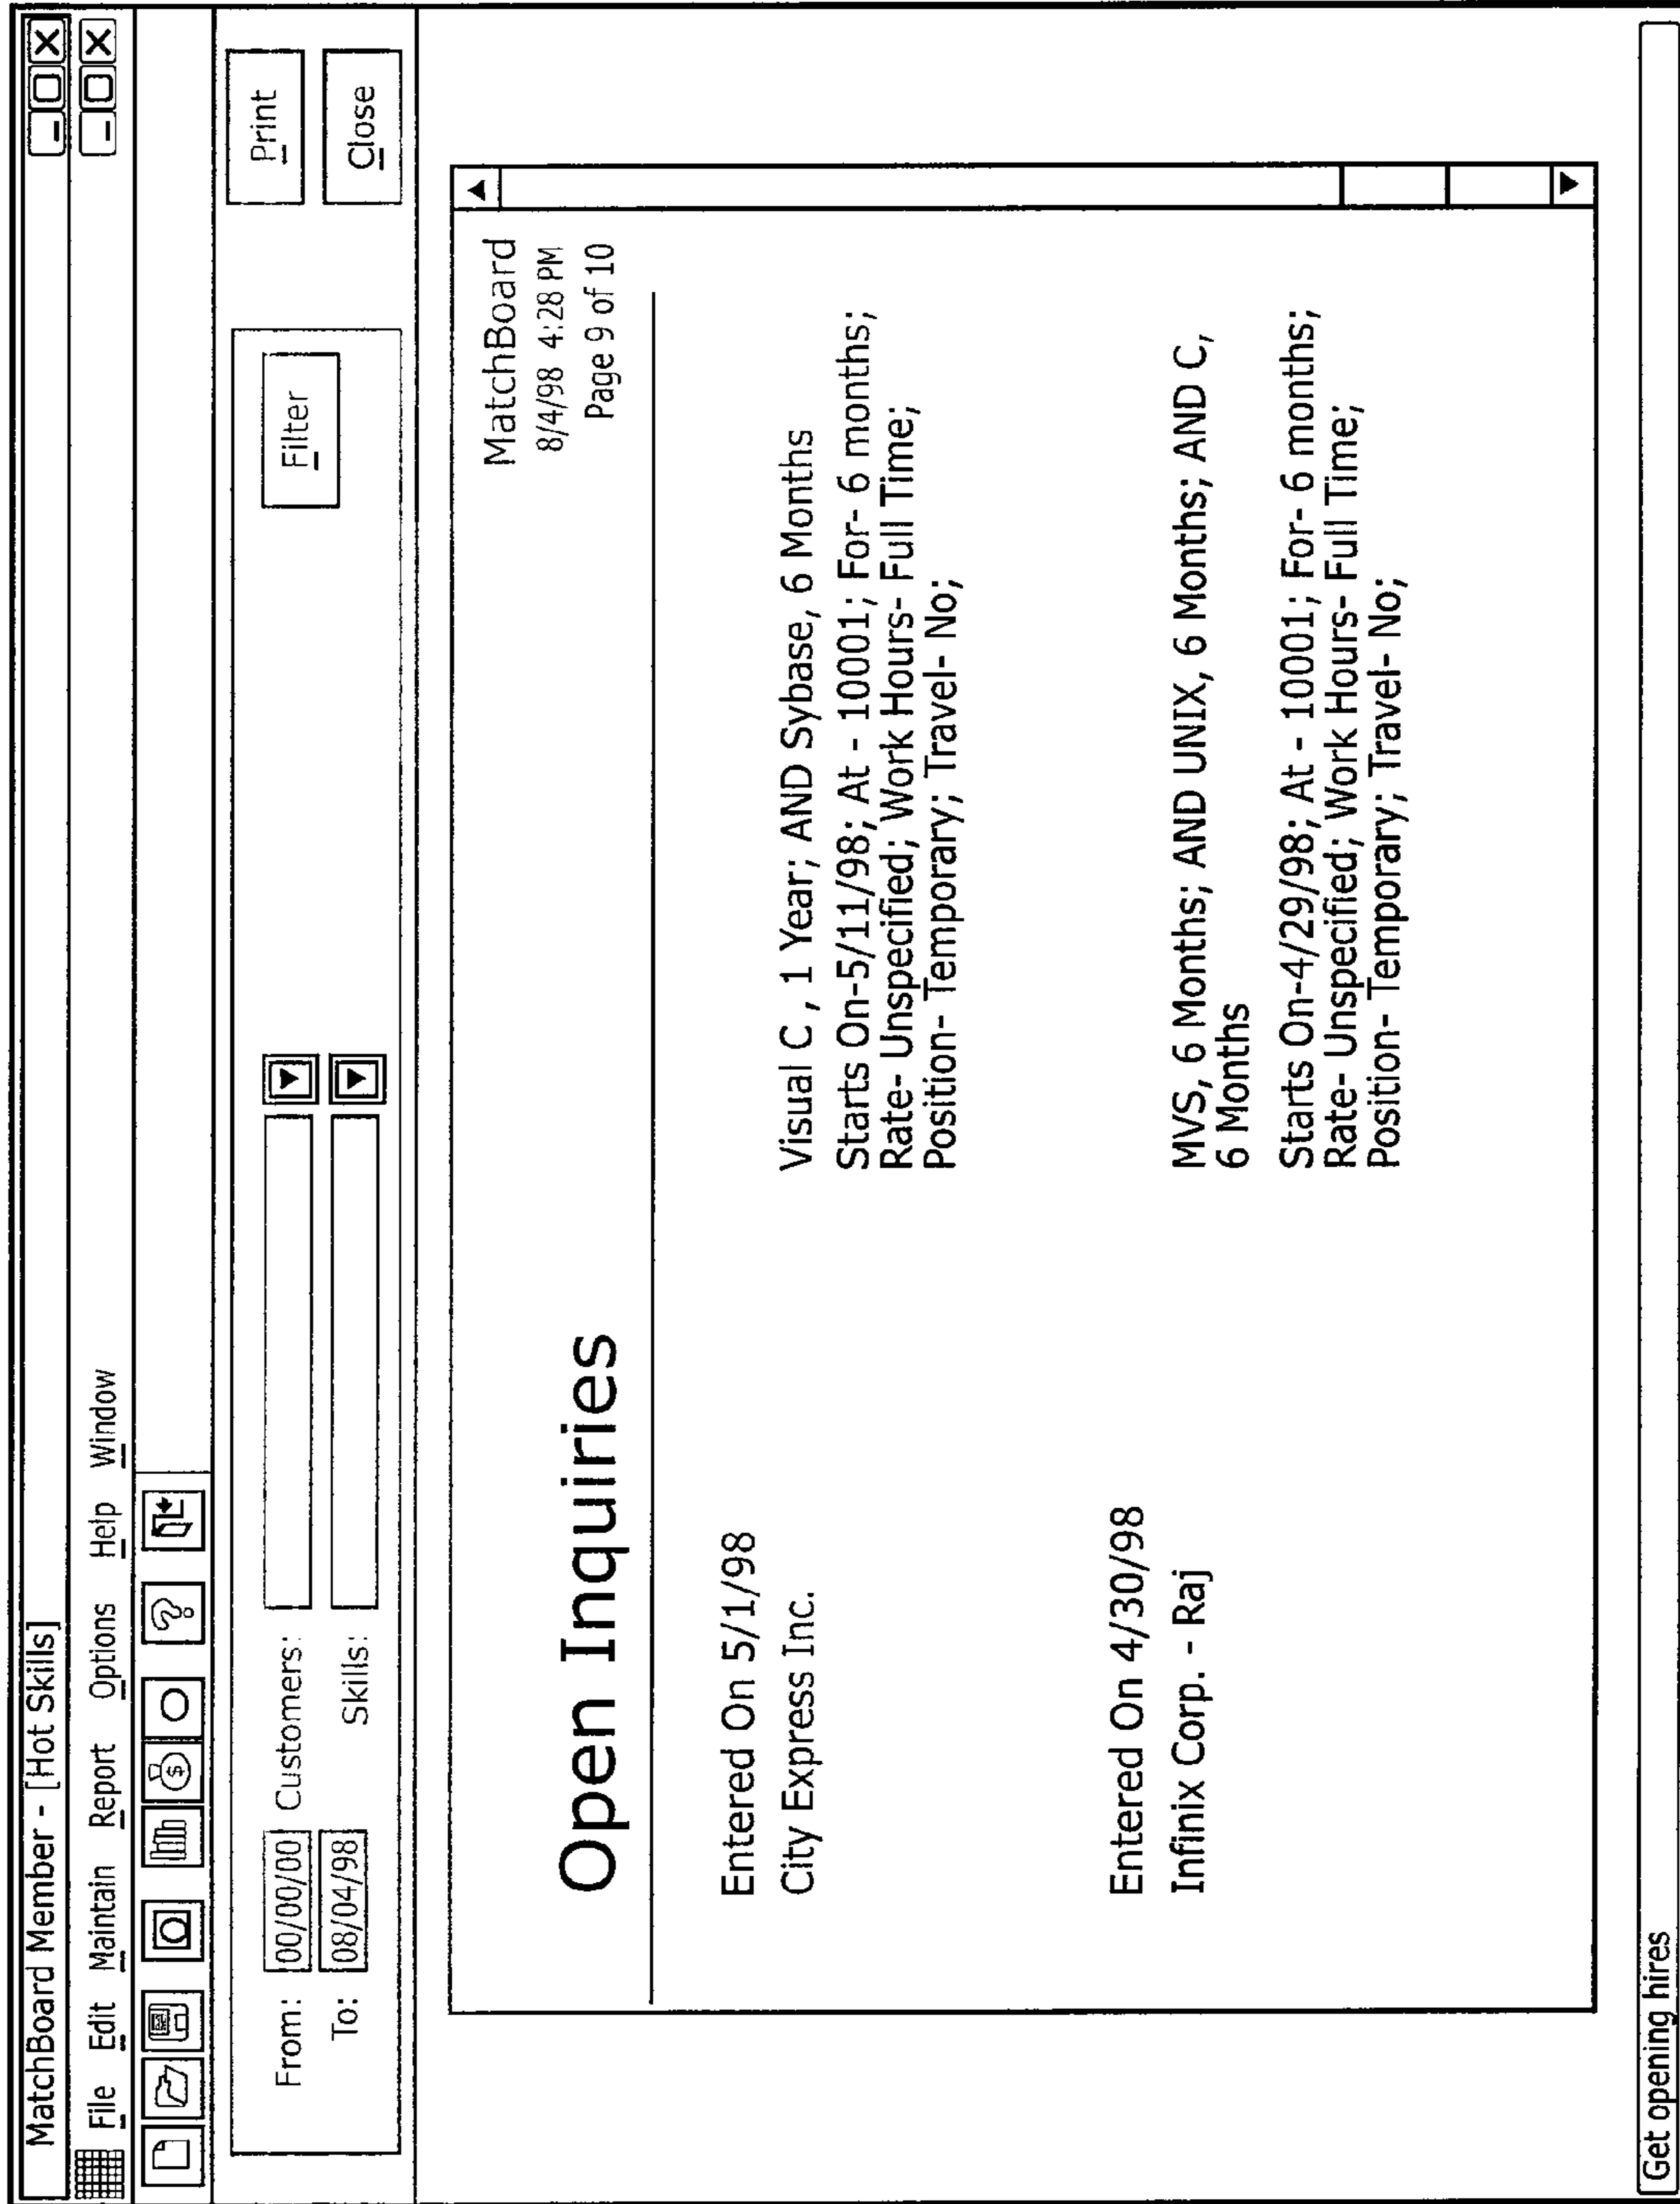 MatchBoard Member - [Hot Skills]
File Edit Maintain Report Options Help Window
From: 00/00/00 Customers: Filter Print
To: 08/04/98 Skills: Close
MatchBoard
8/4/98 4:28 PM
Open Inquiries
Page 9 of 10
Entered On 5/1/98
City Express Inc.
Visual C , 1 Year; AND Sybase, 6 Months
Starts On-5/11/98; At - 10001; For- 6 months;
Rate- Unspecified; Work Hours- Full Time;
Position- Temporary; Travel- No;
Entered On 4/30/98
Infinix Corp. - Raj
MVS, 6 Months; AND UNIX, 6 Months; AND C,
6 Months
Starts On-4/29/98; At - 10001; For- 6 months;
Rate- Unspecified; Work Hours- Full Time;
Position- Temporary; Travel- No;
Get opening hires